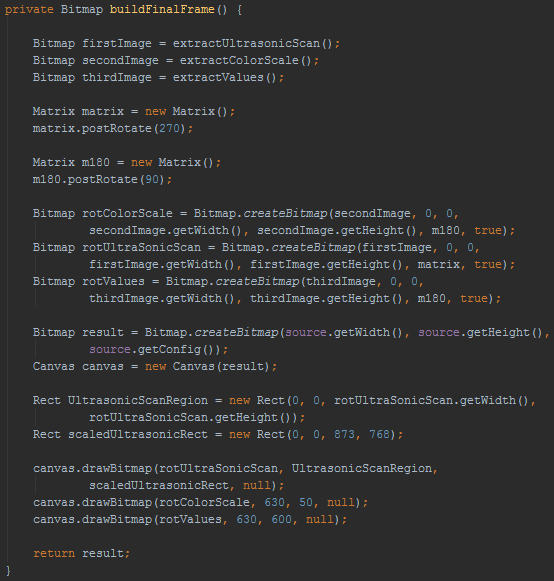 private Bitmap buildFinalFrame() {
Bitmap firstImage = extractUltrasonicScan();
Bitmap secondImage = extractColorScale();
Bitmap thirdImage = extractValues();
Matrix matrix = new Matrix();
matrix.postRotate(270);
Matrix m180 = new Matrix();
m180.postRotate(90);
Bitmap rotColorScale = Bitmap.createBitmap(secondImage, 0, 0,
secondImage.getWidth(), secondImage.getHeight(), m180, true);
Bitmap rotUltraSonicScan = Bitmap.createBitmap(firstImage, 0, 0,
firstImage.getWidth(), firstImage.getHeight(), matrix, true);
Bitmap rotValues = Bitmap.createBitmap(thirdImage, 0, 0,
thirdImage.getWidth(), thirdImage.getHeight(), m180, true);
Bitmap result = Bitmap.createBitmap(source.getWidth(), source.getHeight(),
source.getConfig());
Canvas canvas = new Canvas(result);
Rect UltrasonicScanRegion = new Rect(0, 0, rotUltraSonicScan.getWidth(),
rotUltraSonicScan.getHeight());
Rect scaledUltrasonicRect = new Rect(0, 0, 873, 768);
canvas.drawBitmap(rotUltraSonicScan, UltrasonicScanRegion,
scaledUltrasonicRect, null);
canvas.drawBitmap(rotColorScale, 630, 50, null);
canvas.drawBitmap(rotValues, 630, 600, null);
return result;
}